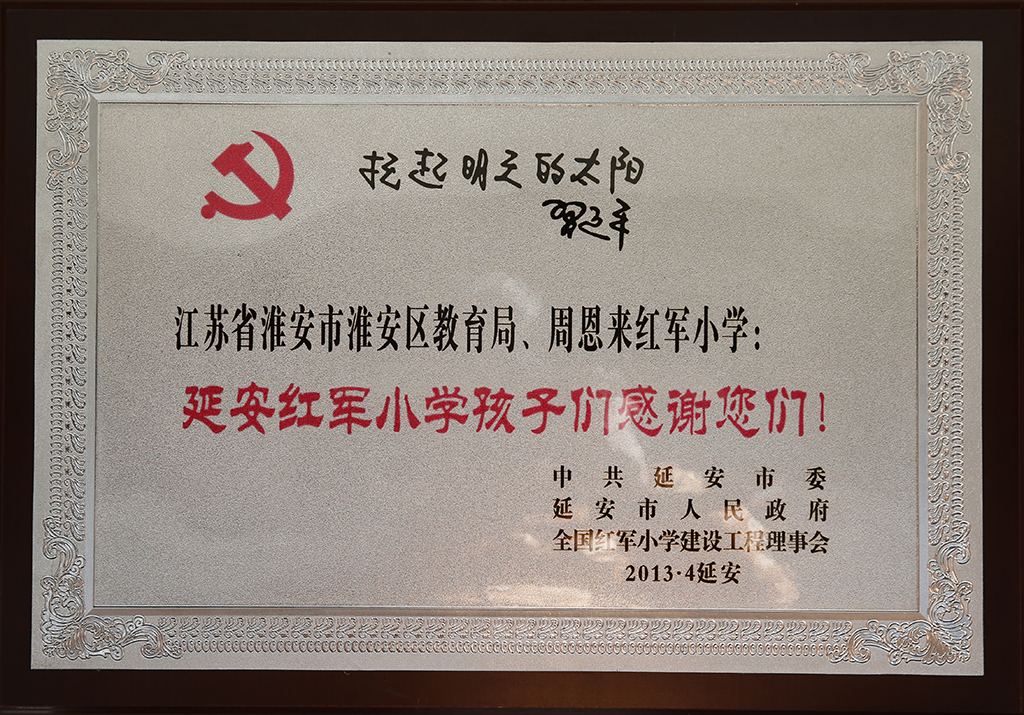 托起明天的太阳
江苏省淮安市淮安区教育局、周恩来红军小学：
延安红军小学孩子们感谢您们！
中共延安市委
延安市人民政府
全国红军小学建设工程理事会
2013·4延安